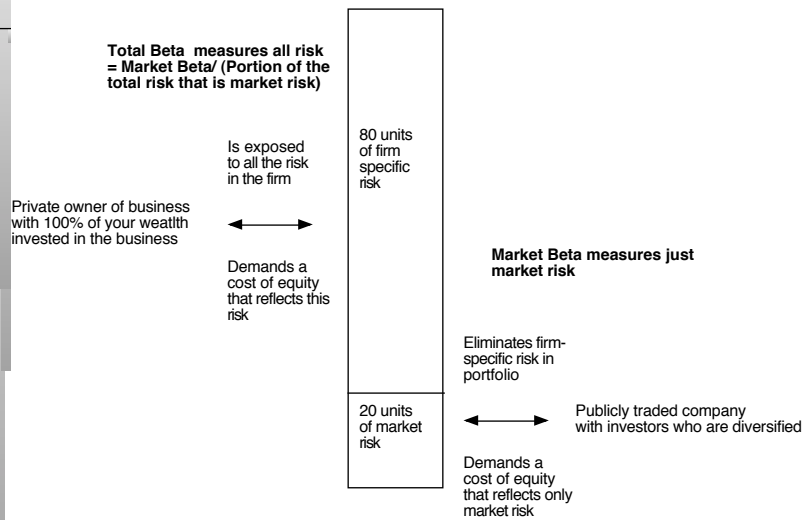 Total Beta measures all risk
= Market Beta/ (Portion of the
total risk that is market risk)
80 units
of firm
specific
risk
Is exposed
to all the risk
in the firm
Private owner of business
with 100% of your weatlth
invested in the business
Demands a
cost of equity
that reflects this
risk
Market Beta measures just
market risk
Eliminates firm-
specific risk in
portfolio
20 units
of market
risk
Publicly traded company
with investors who are diversified
Demands a
cost of equity
that reflects only
market risk